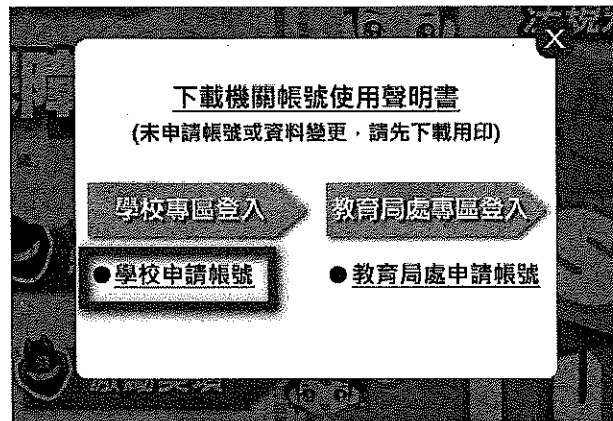 X
下載機關帳號使用聲明書
(未申請帳號或資料變更，請先下載用印)
學校專區登入
教育局處專區登入
●學校申請帳號
●教育局處申請帳號